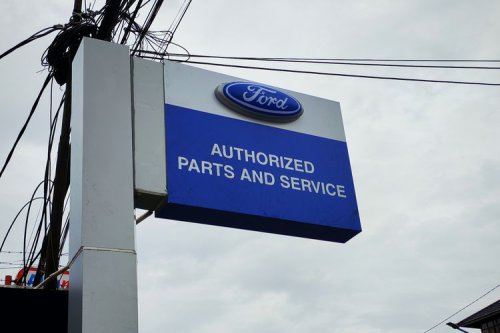 Ford
AUTHORIZED
PARTS AND SERVICE